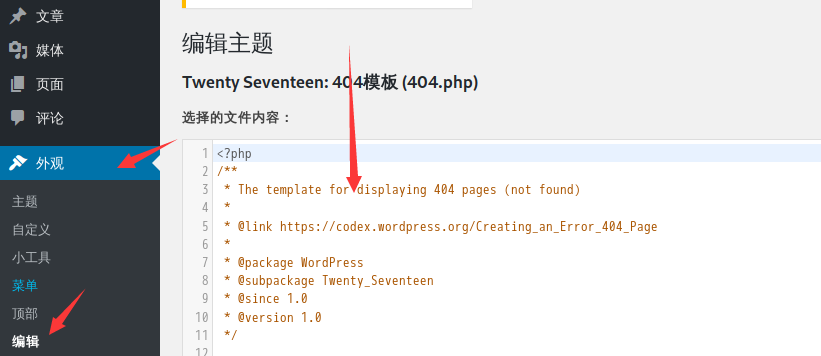 文章
媒体
页面
评论
外观
主题
自定义
小工具
菜单
顶部
编辑
编辑主题
Twenty Seventeen: 404模板 (404.php)
选择的文件内容：
1 <?php
2 /**
3  * The template for displaying 404 pages (not found)
4  *
5  * @link https://codex.wordpress.org/Creating_an_Error_404_Page
6  *
7  * @package WordPress
8  * @subpackage Twenty_Seventeen
9  * @since 1.0
10  * @version 1.0
11  */
12